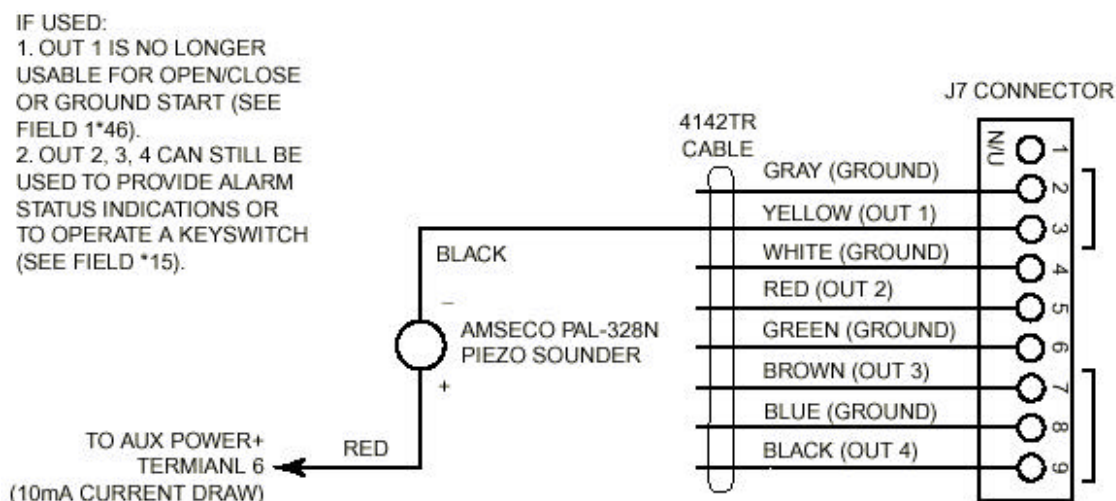 IF USED:
1. OUT 1 IS NO LONGER
USABLE FOR OPEN/CLOSE
OR GROUND START (SEE
FIELD 1*46).
2. OUT 2, 3, 4 CAN STILL BE
USED TO PROVIDE ALARM
STATUS INDICATIONS OR
TO OPERATE A KEYSWITCH
(SEE FIELD *15).
J7 CONNECTOR
4142TR
CABLE
N/U
GRAY (GROUND)
YELLOW (OUT 1)
WHITE (GROUND)
RED (OUT 2)
GREEN (GROUND)
BROWN (OUT 3)
BLUE (GROUND)
BLACK (OUT 4)
1
2
3
4
5
6
7
8
9
BLACK
–
AMSECO PAL-328N
PIEZO SOUNDER
+
RED
TO AUX POWER+
TERMIANL 6
(10mA CURRENT DRAW)